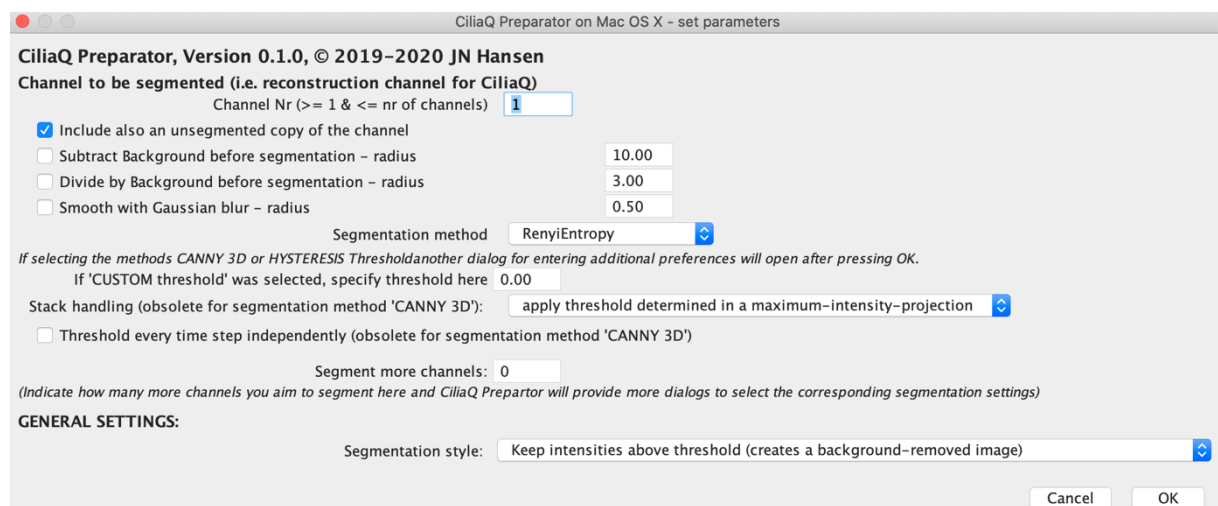 CiliaQ Preparator on Mac OS X - set parameters
CiliaQ Preparator, Version 0.1.0, © 2019-2020 JN Hansen
Channel to be segmented (i.e. reconstruction channel for CiliaQ)
Channel Nr (>= 1 & <= nr of channels) 1
Include also an unsegmented copy of the channel
Subtract Background before segmentation – radius 10.00
Divide by Background before segmentation – radius 3.00
Smooth with Gaussian blur – radius 0.50
Segmentation method RenyiEntropy
If selecting the methods CANNY 3D or HYSTERESIS Thresholdanother dialog for entering additional preferences will open after pressing OK.
If 'CUSTOM threshold' was selected, specify threshold here 0.00
Stack handling (obsolete for segmentation method 'CANNY 3D'): apply threshold determined in a maximum-intensity-projection
Threshold every time step independently (obsolete for segmentation method 'CANNY 3D')
Segment more channels: 0
(Indicate how many more channels you aim to segment here and CiliaQ Prepartor will provide more dialogs to select the corresponding segmentation settings)
GENERAL SETTINGS:
Segmentation style: Keep intensities above threshold (creates a background-removed image)
Cancel OK